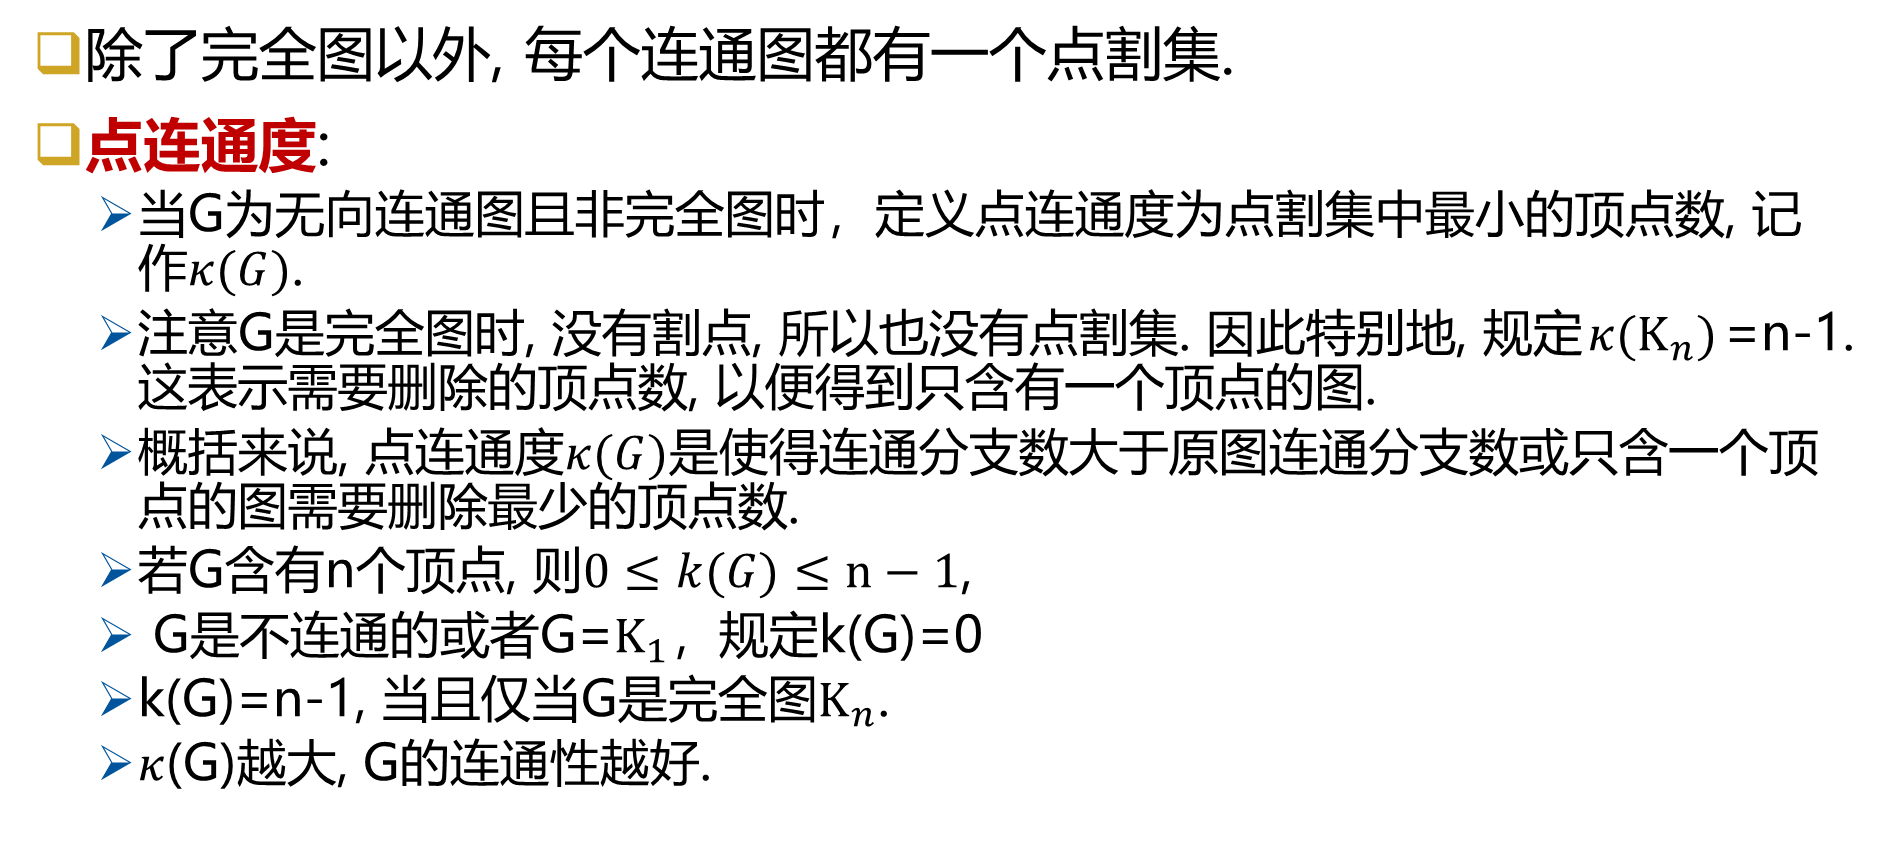 除了完全图以外, 每个连通图都有一个点割集.
点连通度:
当G为无向连通图且非完全图时，定义点连通度为点割集中最小的顶点数, 记
作κ(G).
注意G是完全图时, 没有割点, 所以也没有点割集. 因此特别地, 规定κ(Kₙ) =n-1.
这表示需要删除的顶点数, 以便得到只含有一个顶点的图.
概括来说, 点连通度κ(G)是使得连通分支数大于原图连通分支数或只含一个顶
点的图需要删除最少的顶点数.
若G含有n个顶点, 则0 ≤ k(G) ≤ n − 1,
G是不连通的或者G=K₁，规定k(G)=0
k(G)=n-1, 当且仅当G是完全图Kₙ.
κ(G)越大, G的连通性越好.